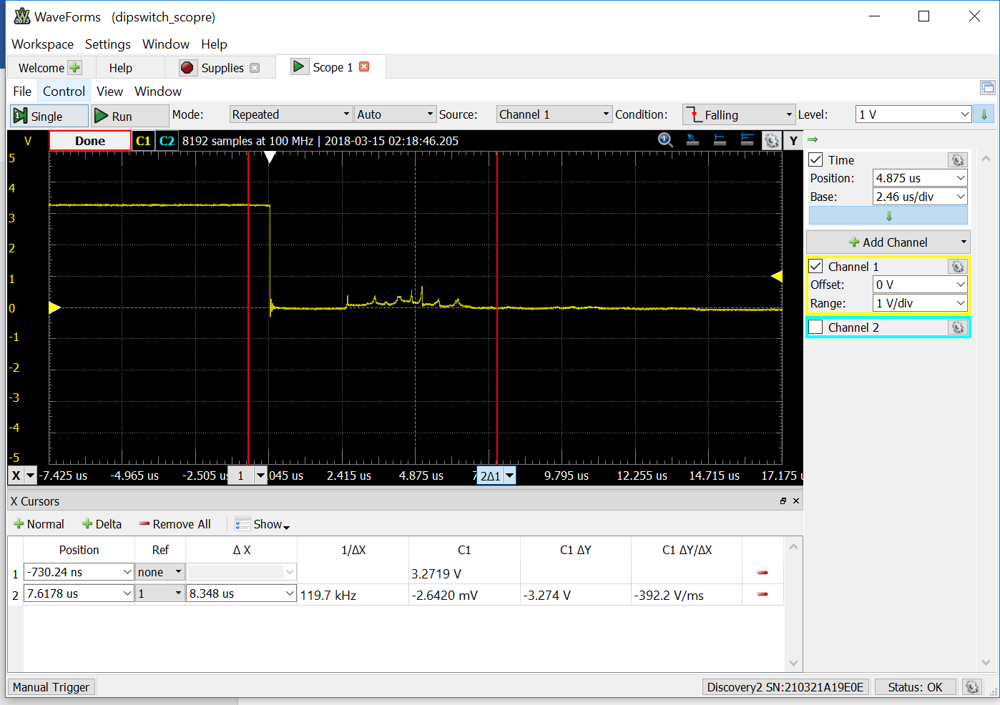 WaveForms (dipswitch_scopre)
Workspace Settings Window Help
Welcome Help Supplies Scope 1
File Control View Window
Single Run Mode: Repeated Auto Source: Channel 1 Condition: Falling Level: 1 V
V Done C1 C2 8192 samples at 100 MHz | 2018-03-15 02:18:46.205 Y
5
4
3
2
1
0
-1
-2
-3
-4
-5
X -7.425 us -4.965 us -2.505 us 1 .045 us 2.415 us 4.875 us 7 2Δ1 9.795 us 12.255 us 14.715 us 17.175 u
Time
Position: 4.875 us
Base: 2.46 us/div
Add Channel
Channel 1
Offset: 0 V
Range: 1 V/div
Channel 2
X Cursors
Normal Delta Remove All Show
Position Ref Δ X 1/ΔX C1 C1 ΔY C1 ΔY/ΔX
1 -730.24 ns none 3.2719 V
2 7.6178 us 1 8.348 us 119.7 kHz -2.6420 mV -3.274 V -392.2 V/ms
Manual Trigger Discovery2 SN:210321A19E0E Status: OK